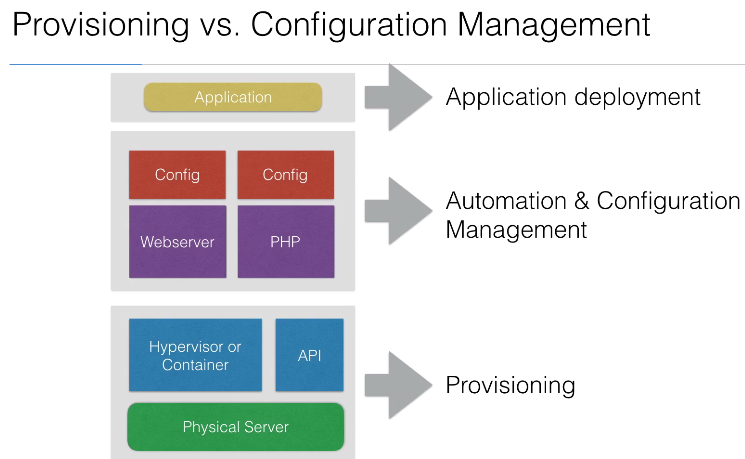 Provisioning vs. Configuration Management
Application
Application deployment
Config
Config
Webserver
PHP
Automation & Configuration
Management
Hypervisor or
Container
API
Physical Server
Provisioning